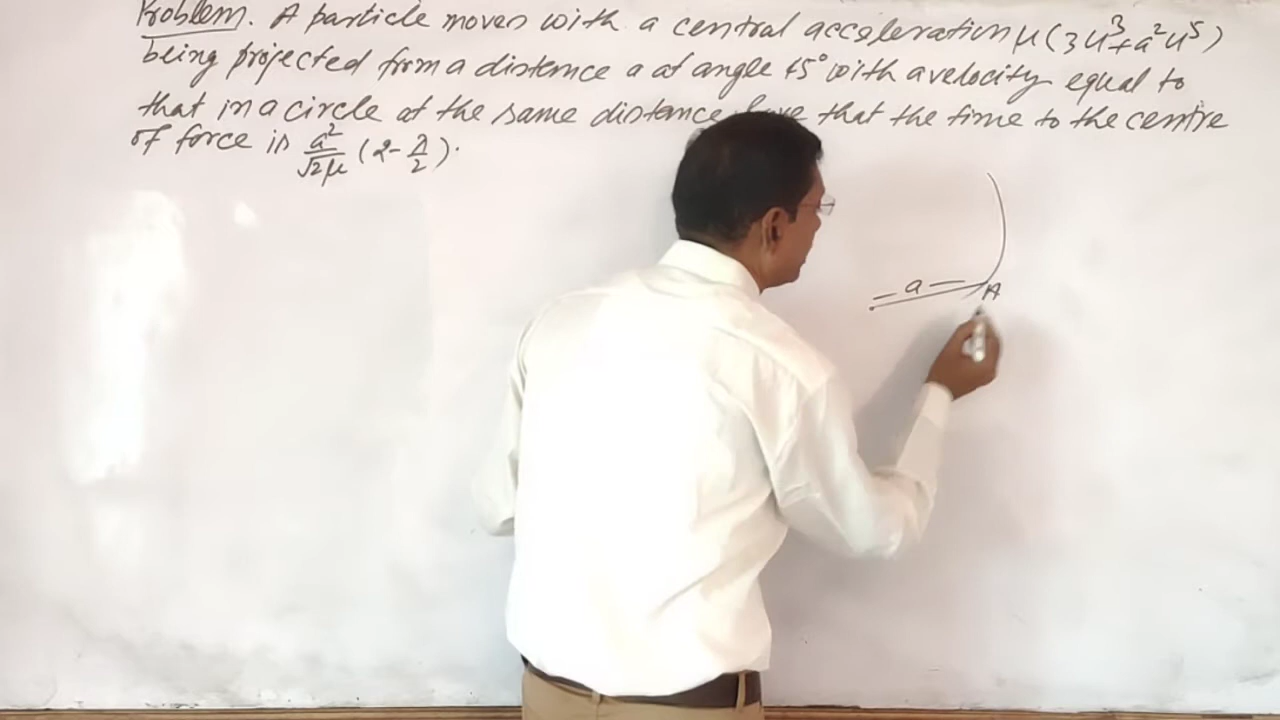 Problem. A particle moves with a central acceleration μ(3u³+a²u⁵)
being projected from a distance a at angle 45° with a velocity equal to
that in a circle at the same distance that the time to the centre
of force is a²/√2μ (2-π/2).
- a -
A